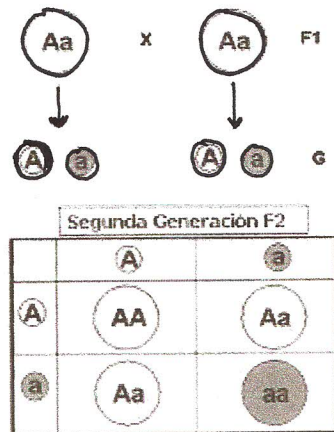 Aa X Aa F1
A a A a G
Segunda Generación F2
A a
A AA Aa
a Aa aa